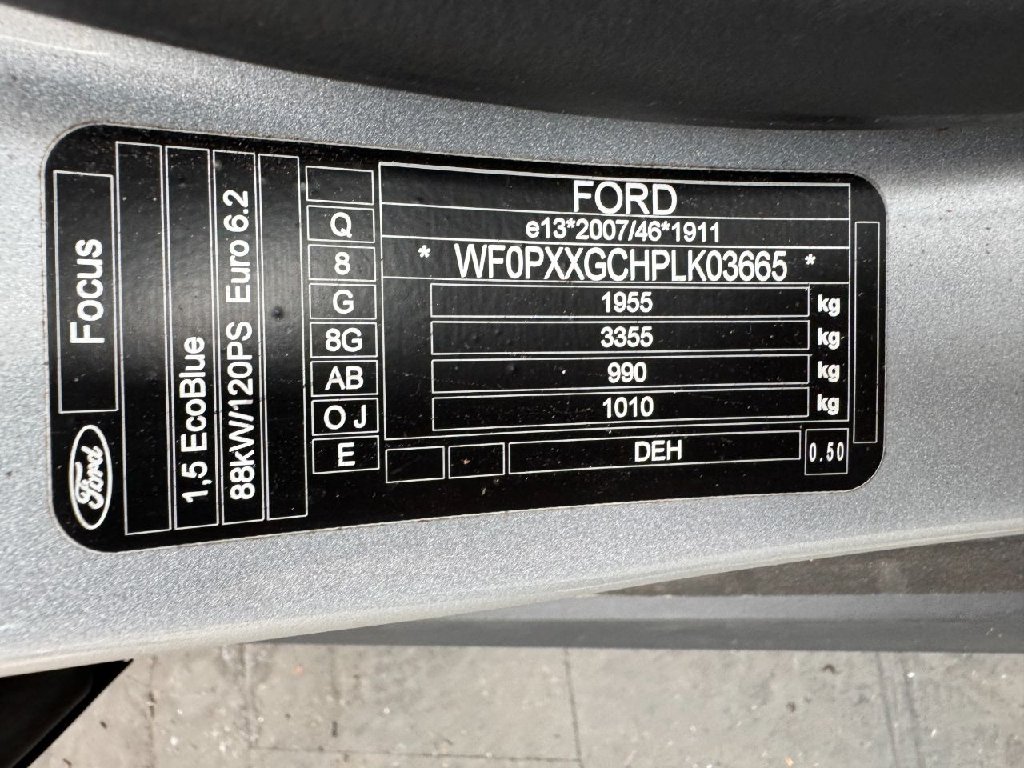 FORD
e13*2007/46*1911
* WF0PXXGCHPLK03665 *
1955 kg
3355 kg
990 kg
1010 kg
DEH
0.50
Q
8
G
8G
AB
O J
E
88kW/120PS Euro 6.2
1,5 EcoBlue
Focus
Ford